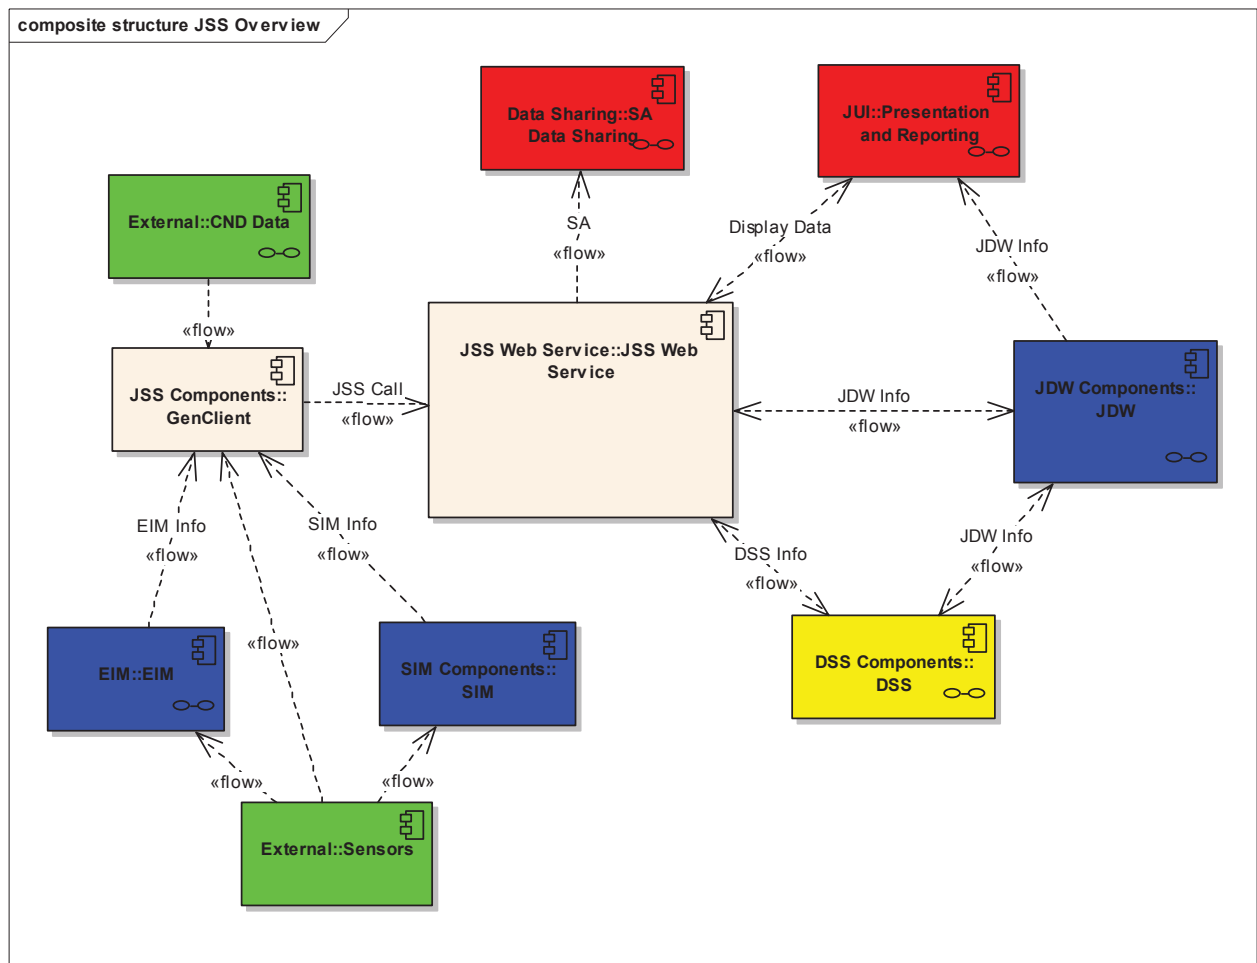 composite structure JSS Overview
Data Sharing::SA
Data Sharing
JUI::Presentation
and Reporting
External::CND Data
SA
«flow»
Display Data
«flow»
JDW Info
«flow»
«flow»
JSS Web Service::JSS Web
Service
JSS Components::
GenClient
JSS Call
«flow»
JDW Info
«flow»
JDW Components::
JDW
EIM Info
«flow»
SIM Info
«flow»
DSS Info
«flow»
JDW Info
«flow»
«flow»
EIM::EIM
SIM Components::
SIM
DSS Components::
DSS
«flow»
«flow»
External::Sensors